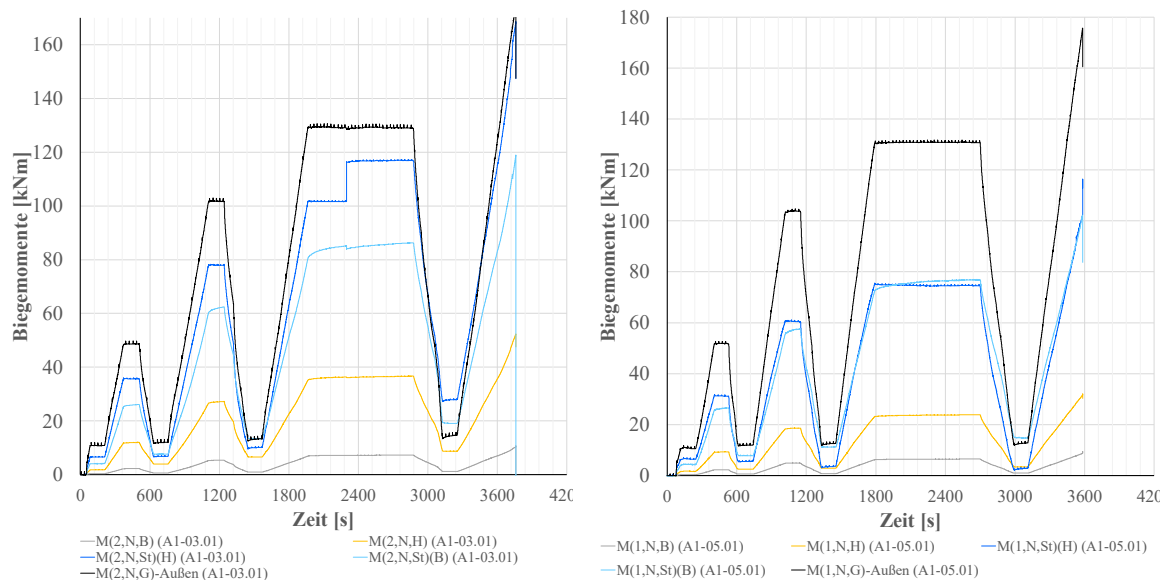 160
140
120
100
80
60
40
20
0
Biegemomente [kNm]
0 600 1200 1800 2400 3000 3600 420
Zeit [s]
M(2,N,B) (A1-03.01) M(2,N,H) (A1-03.01)
M(2,N,St)(H) (A1-03.01) M(2,N,St)(B) (A1-03.01)
M(2,N,G)-Außen (A1-03.01)
180
160
140
120
100
80
60
40
20
0
Biegemomente [kNm]
0 600 1200 1800 2400 3000 3600 420
Zeit [s]
M(1,N,B) (A1-05.01) M(1,N,H) (A1-05.01) M(1,N,St)(H) (A1-05.01)
M(1,N,St)(B) (A1-05.01) M(1,N,G)-Außen (A1-05.01)